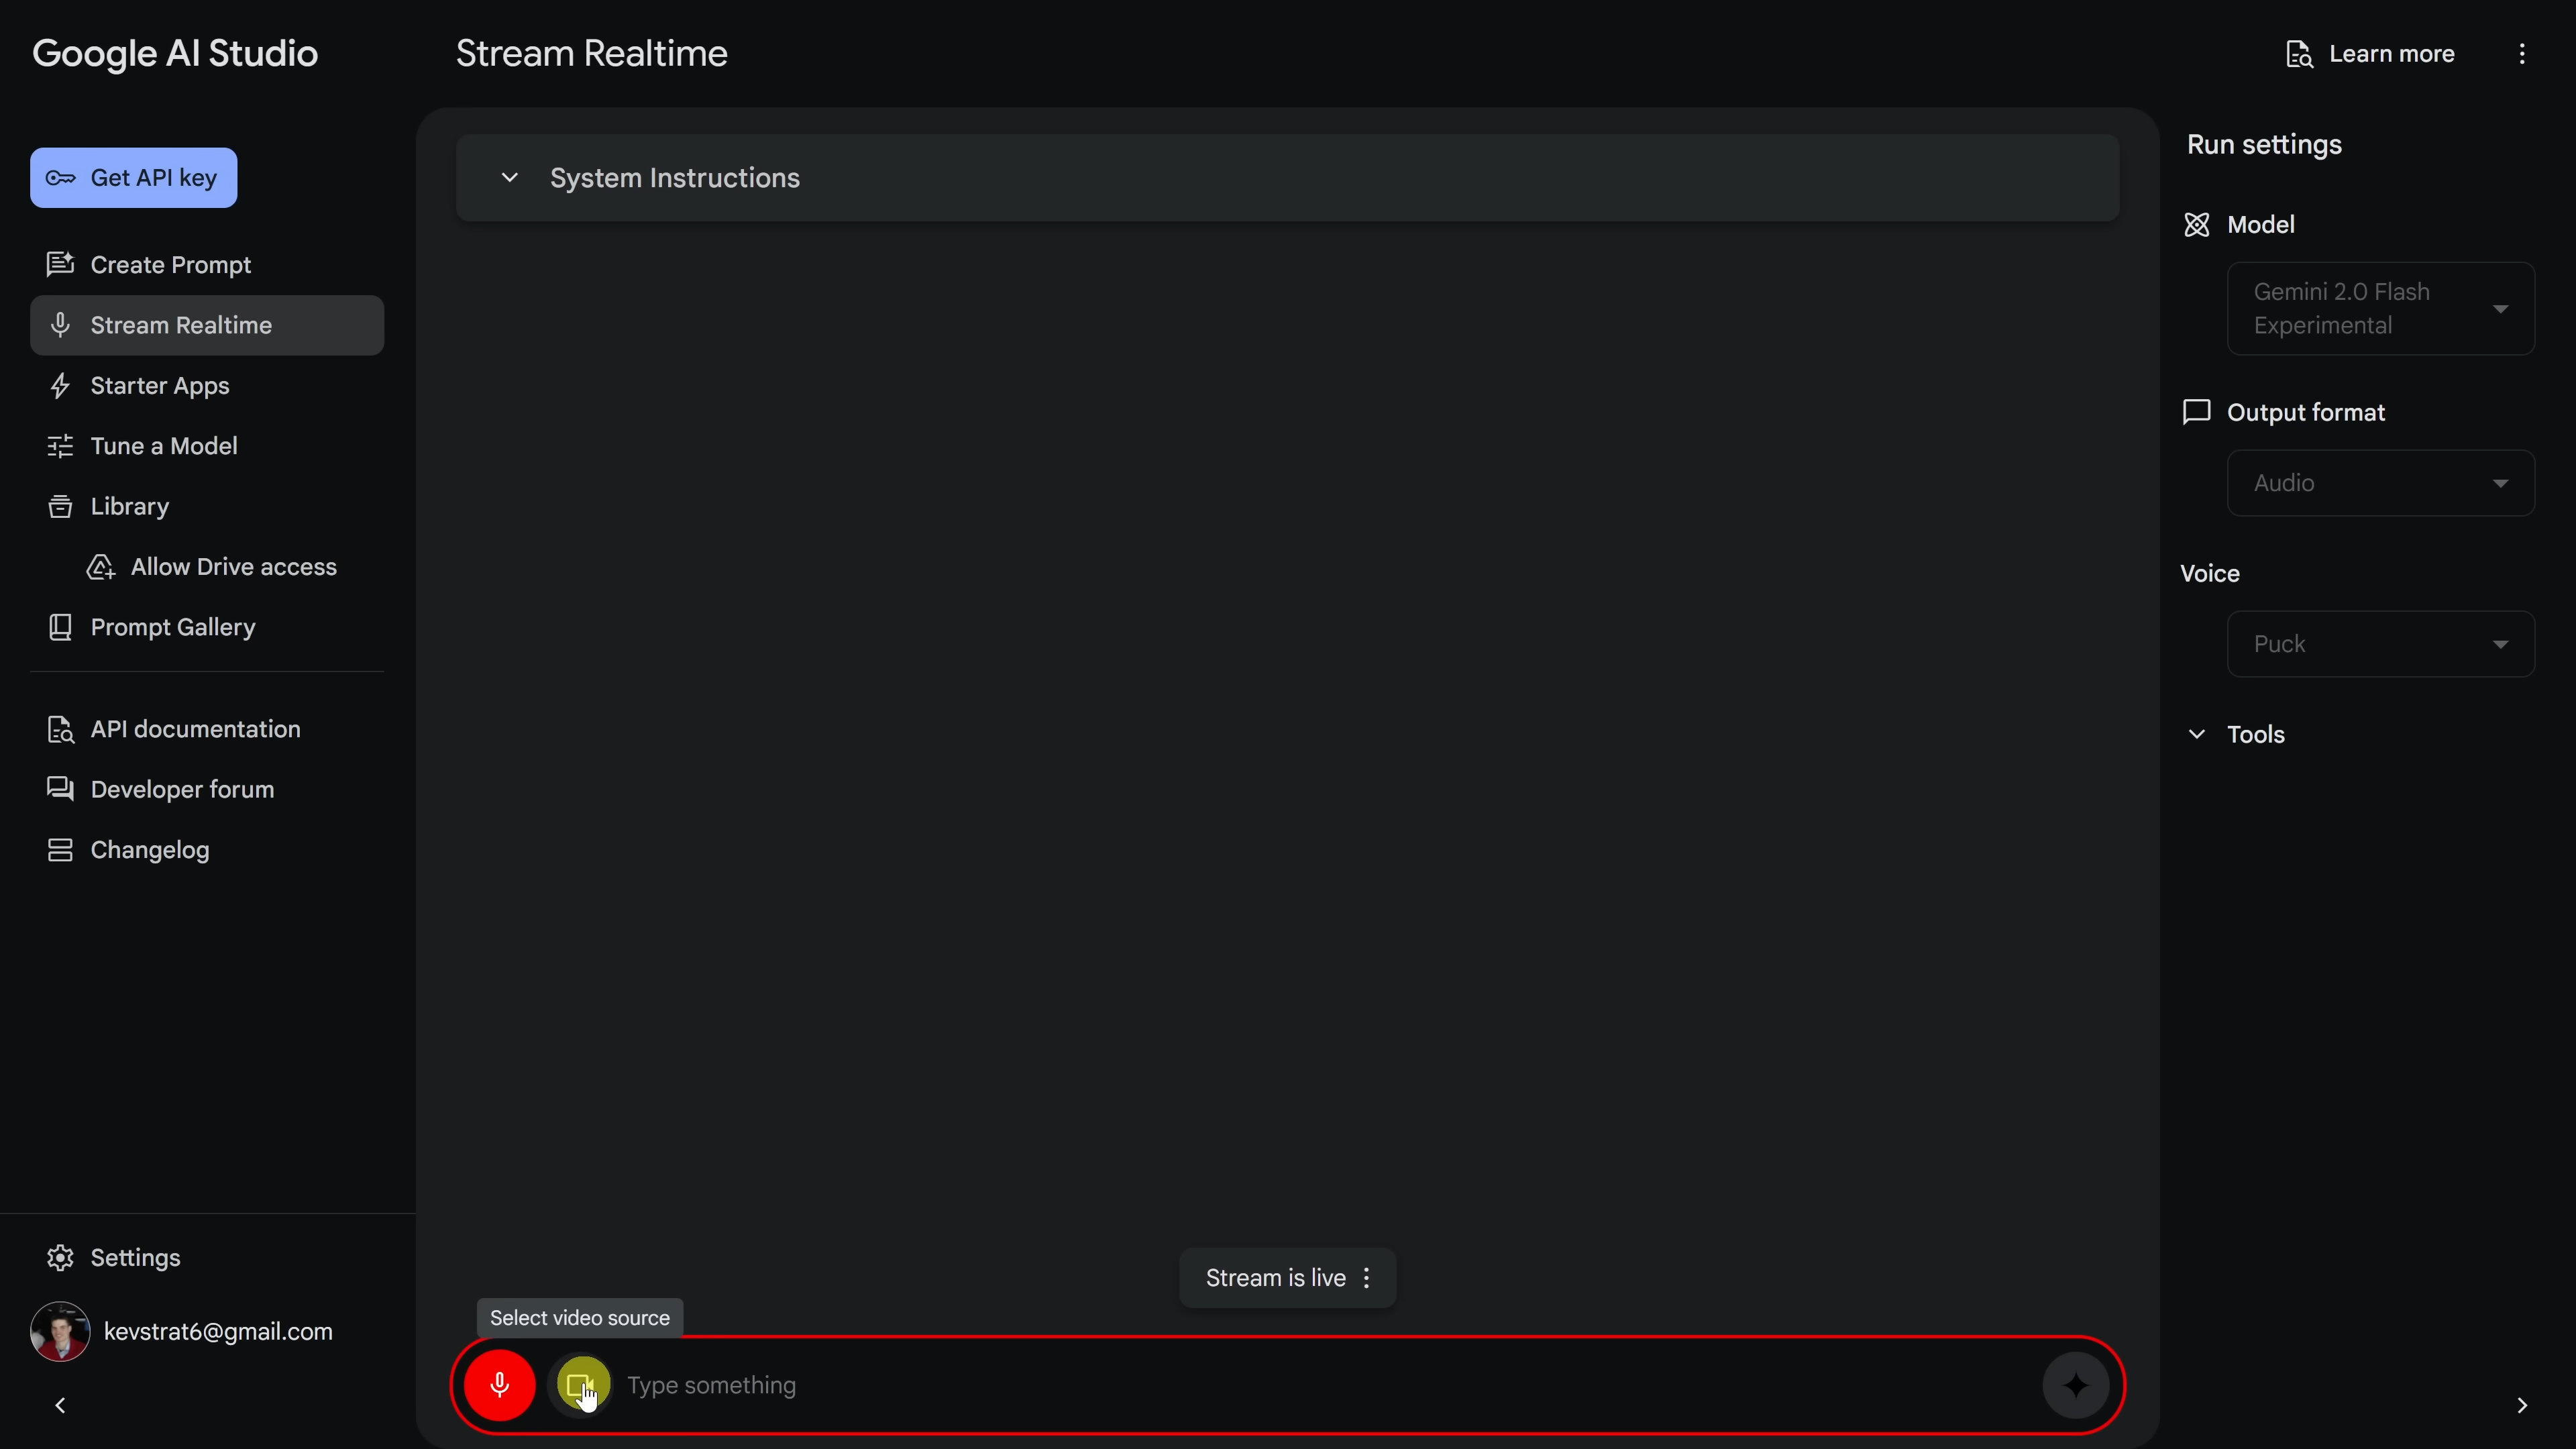 Google AI Studio
Stream Realtime
Learn more
Get API key
Create Prompt
Stream Realtime
Starter Apps
Tune a Model
Library
Allow Drive access
Prompt Gallery
API documentation
Developer forum
Changelog
Settings
kevstrat6@gmail.com
System Instructions
Stream is live
Select video source
Type something
Run settings
Model
Gemini 2.0 Flash
Experimental
Output format
Audio
Voice
Puck
Tools